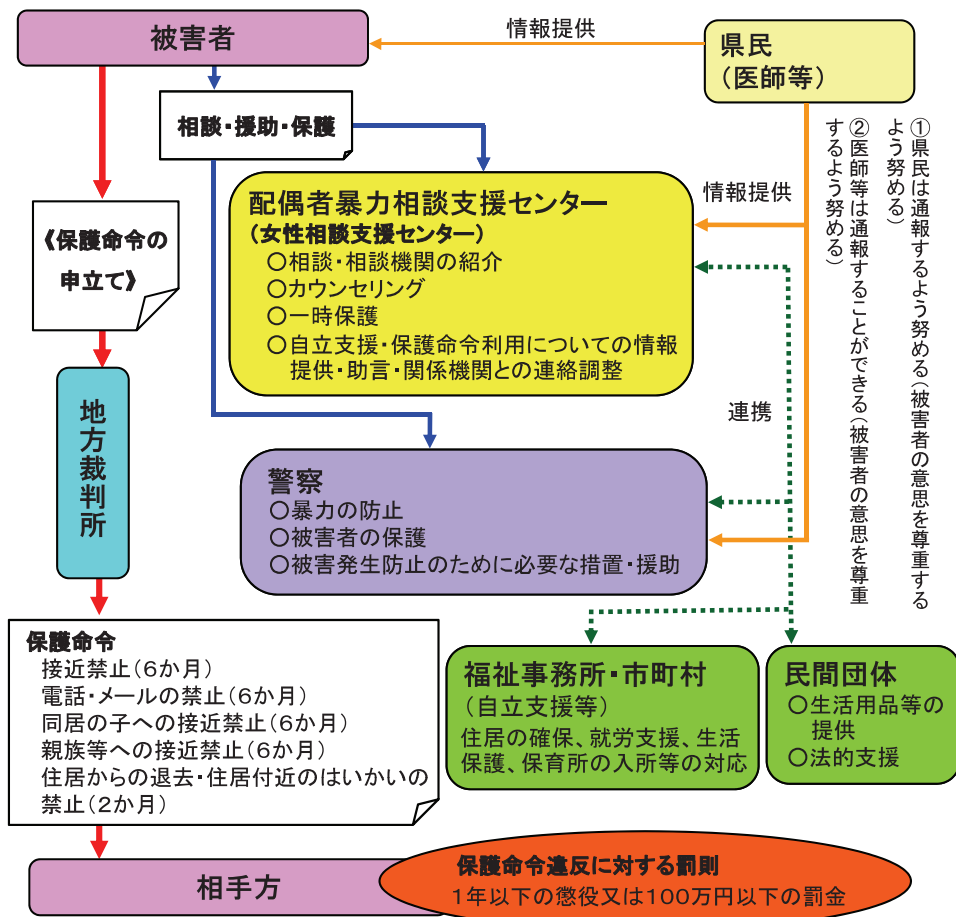 被害者
情報提供
県民
（医師等）
相談・援助・保護
①県民は通報するよう努める（被害者の意思を尊重する
よう努める）
②医師等は通報することができる（被害者の意思を尊重
するよう努める）
配偶者暴力相談支援センター
（女性相談支援センター）
○相談・相談機関の紹介
○カウンセリング
○一時保護
○自立支援・保護命令利用についての情報
提供・助言・関係機関との連絡調整
情報提供
《保護命令の
申立て》
地方裁判所
連携
警察
○暴力の防止
○被害者の保護
○被害発生防止のために必要な措置・援助
保護命令
接近禁止（6か月）
電話・メールの禁止（6か月）
同居の子への接近禁止（6か月）
親族等への接近禁止（6か月）
住居からの退去・住居付近のはいかいの
禁止（2か月）
福祉事務所・市町村
（自立支援等）
住居の確保、就労支援、生活
保護、保育所の入所等の対応
民間団体
○生活用品等の
提供
○法的支援
相手方
保護命令違反に対する罰則
1年以下の懲役又は100万円以下の罰金